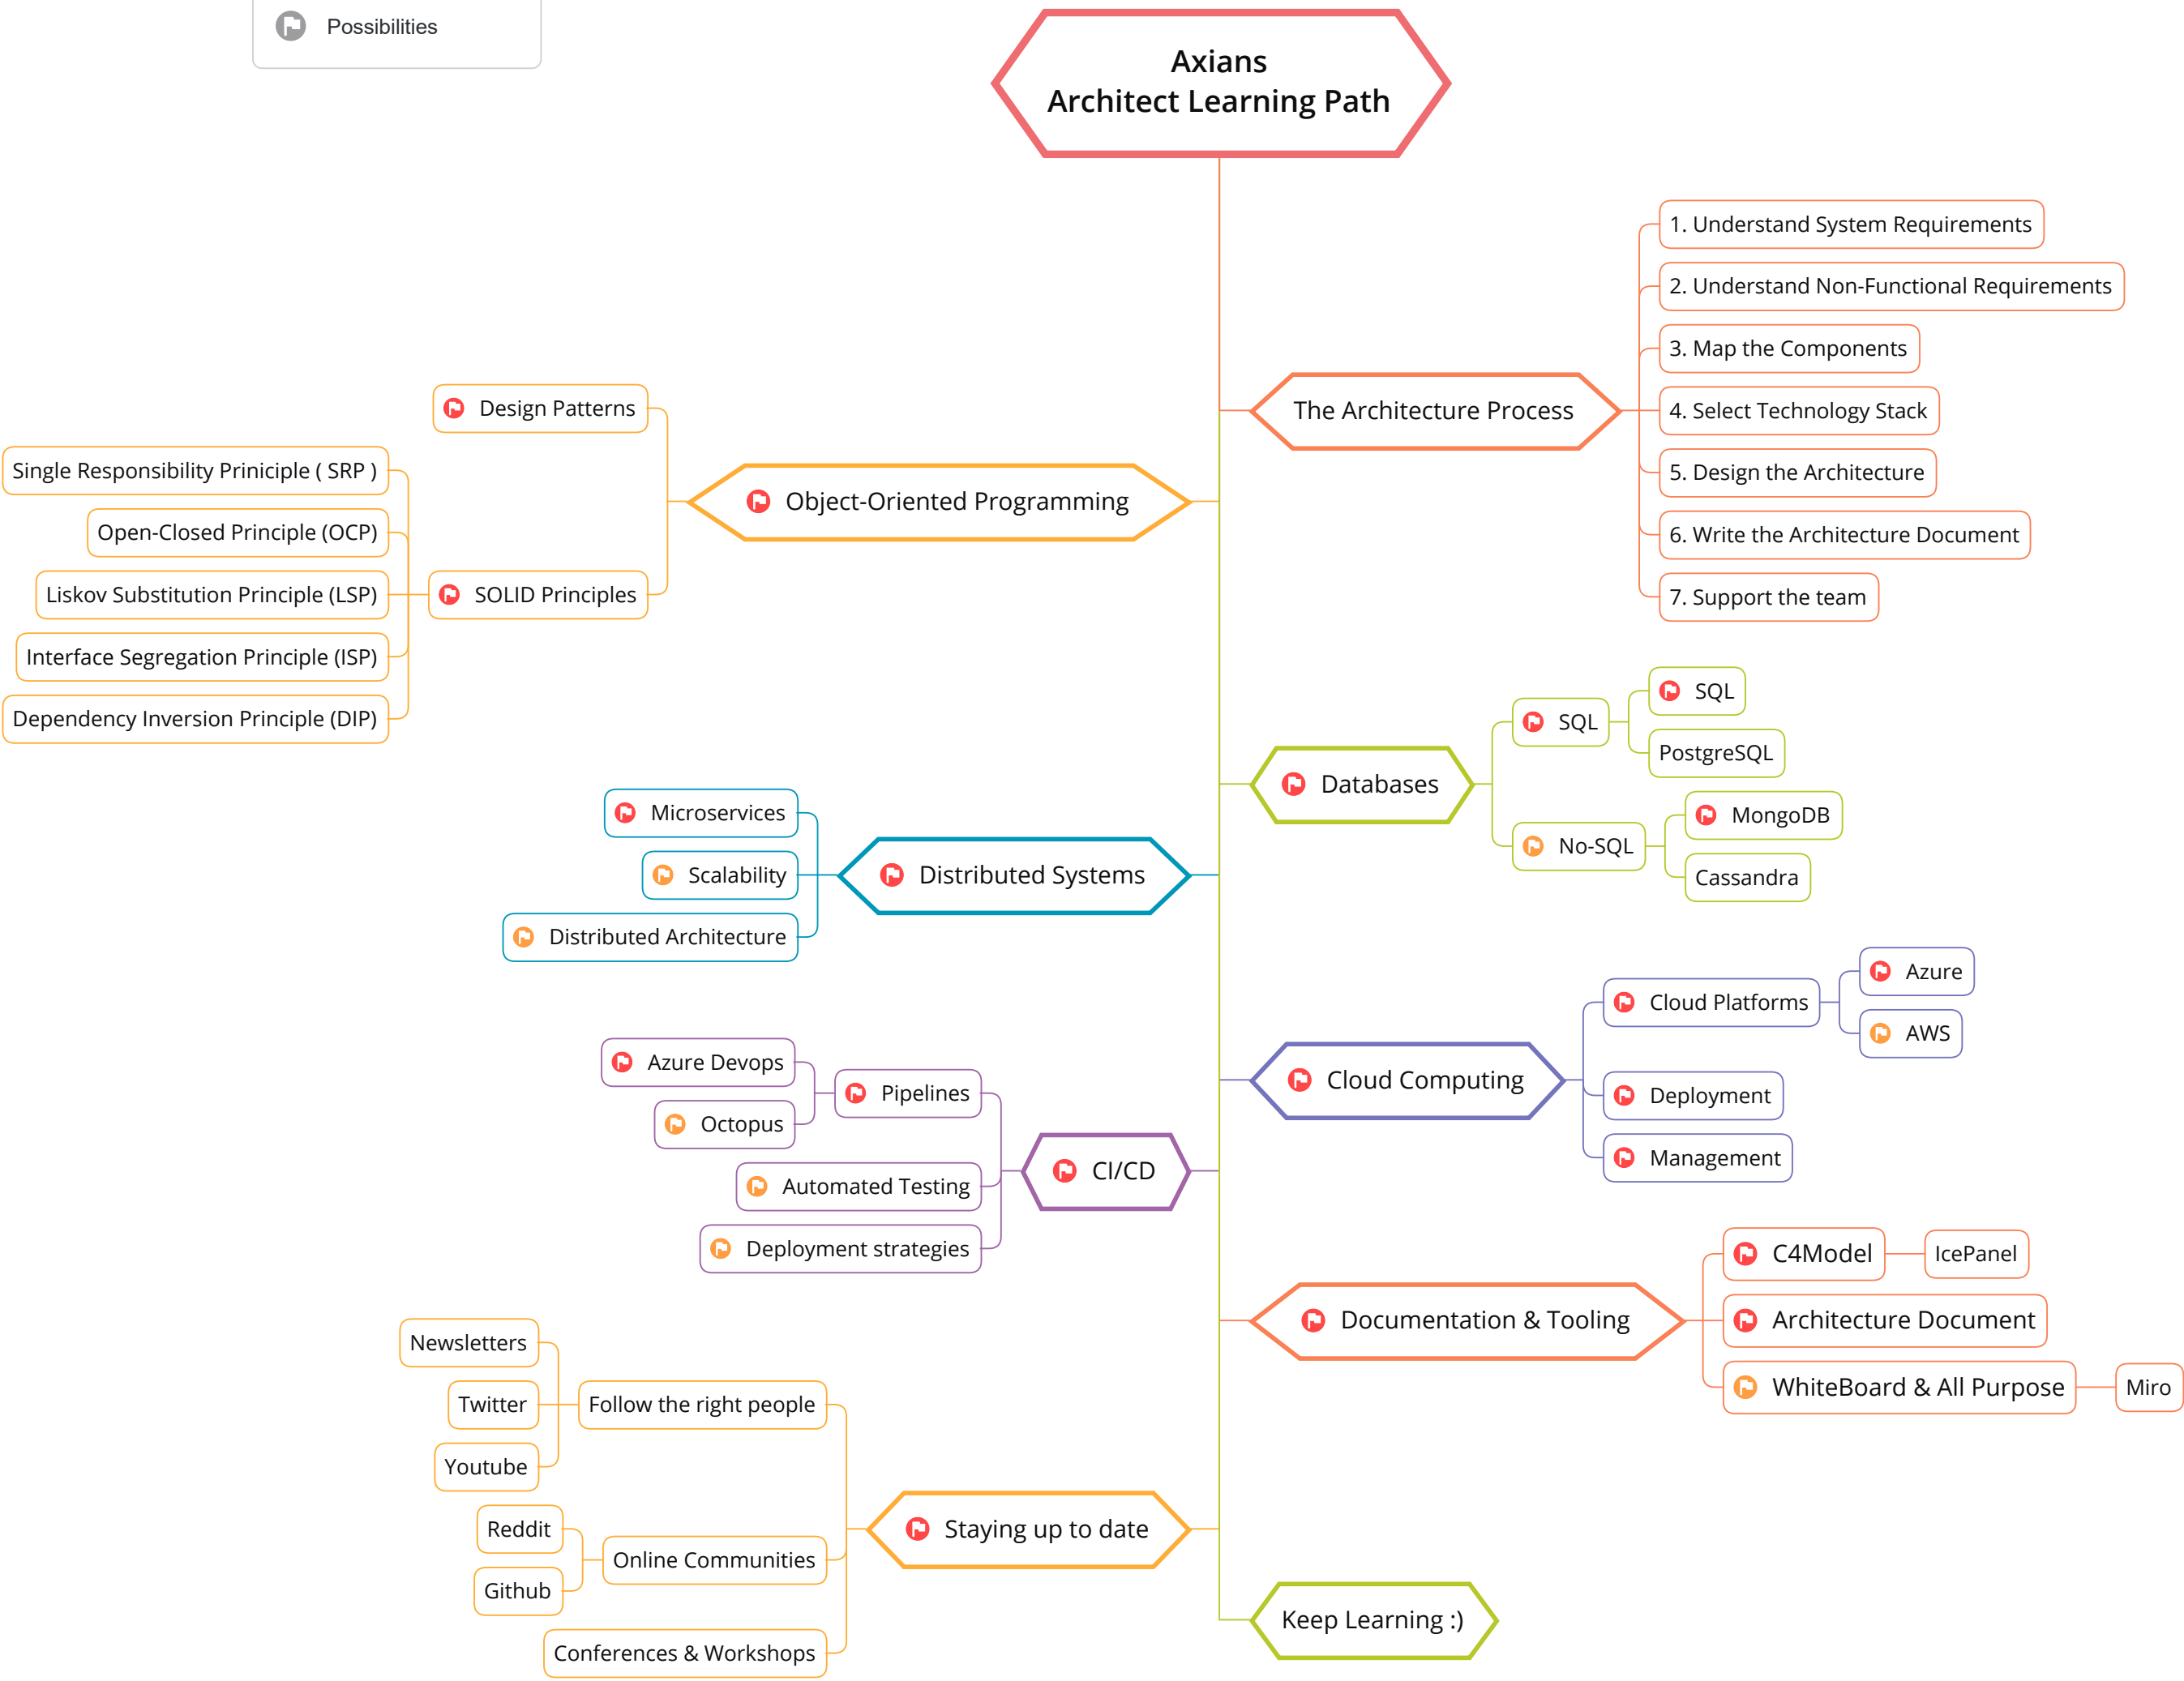 Possibilities
Axians
Architect Learning Path
The Architecture Process
1. Understand System Requirements
2. Understand Non-Functional Requirements
3. Map the Components
4. Select Technology Stack
5. Design the Architecture
6. Write the Architecture Document
7. Support the team
Object-Oriented Programming
Design Patterns
SOLID Principles
Single Responsibility Priniciple ( SRP )
Open-Closed Principle (OCP)
Liskov Substitution Principle (LSP)
Interface Segregation Principle (ISP)
Dependency Inversion Principle (DIP)
Databases
SQL
SQL
PostgreSQL
No-SQL
MongoDB
Cassandra
Distributed Systems
Microservices
Scalability
Distributed Architecture
Cloud Computing
Cloud Platforms
Azure
AWS
Deployment
Management
CI/CD
Pipelines
Azure Devops
Octopus
Automated Testing
Deployment strategies
Documentation & Tooling
C4Model
IcePanel
Architecture Document
WhiteBoard & All Purpose
Miro
Staying up to date
Follow the right people
Newsletters
Twitter
Youtube
Online Communities
Reddit
Github
Conferences & Workshops
Keep Learning :)